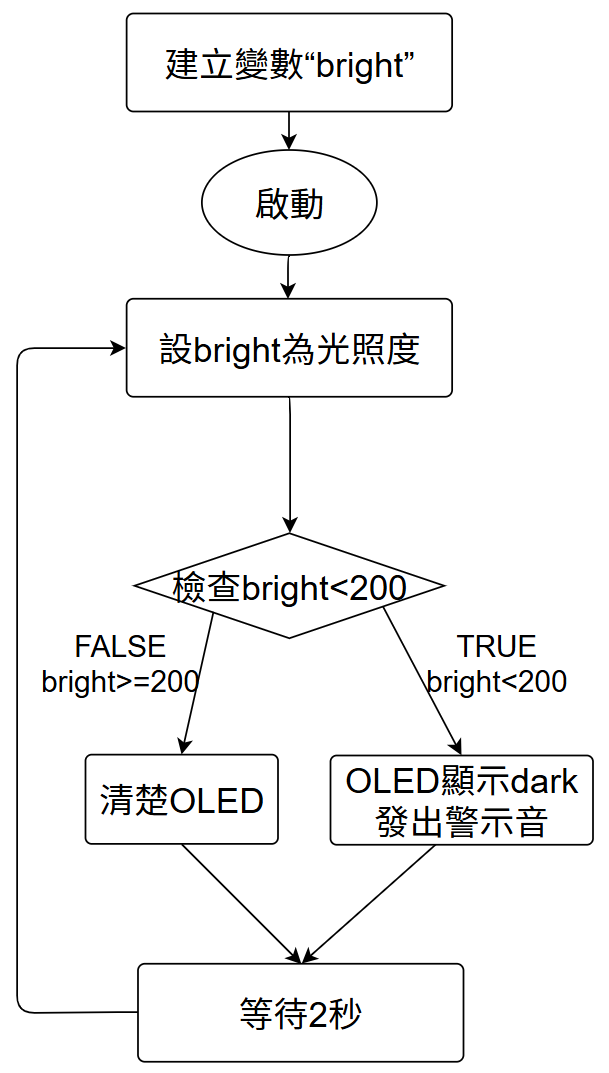 建立變數“bright”
啟動
設bright為光照度
檢查bright<200
FALSE
bright>=200
TRUE
bright<200
清楚OLED
OLED顯示dark
發出警示音
等待2秒